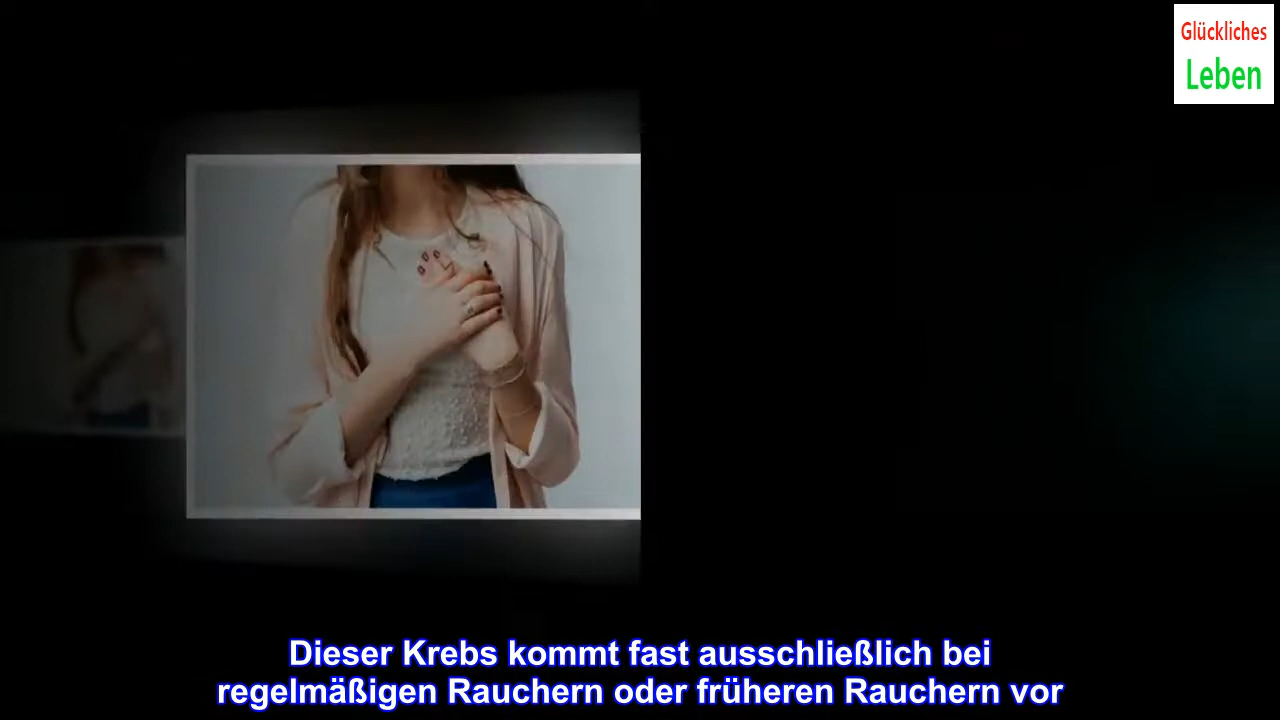 Glückliches
Leben
Dieser Krebs kommt fast ausschließlich bei
regelmäßigen Rauchern oder früheren Rauchern vor